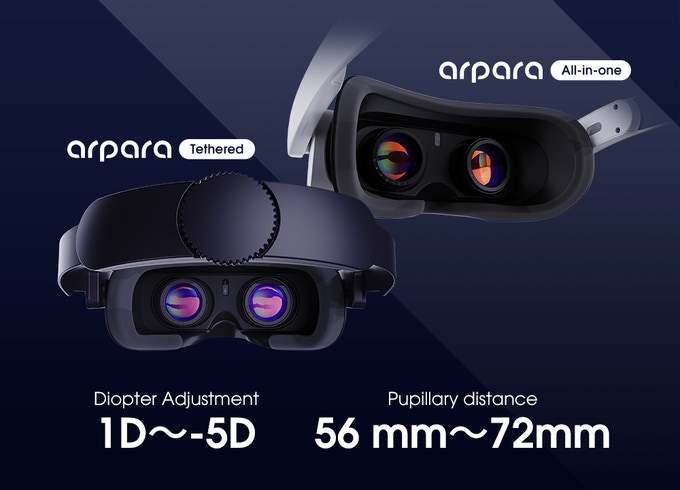 arpara All-in-one
arpara Tethered
Diopter Adjustment
1D～-5D
Pupillary distance
56 mm～72mm